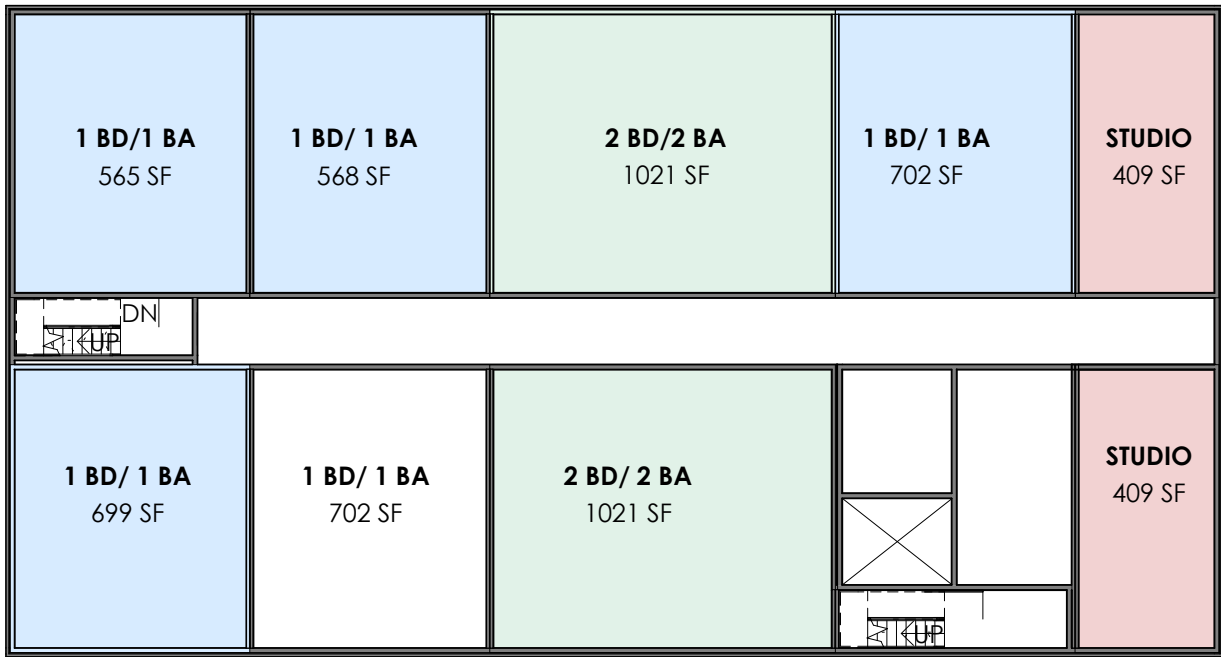 1 BD/1 BA
565 SF
1 BD/ 1 BA
568 SF
2 BD/2 BA
1021 SF
1 BD/ 1 BA
702 SF
STUDIO
409 SF
DN
UP
1 BD/ 1 BA
699 SF
1 BD/ 1 BA
702 SF
2 BD/ 2 BA
1021 SF
STUDIO
409 SF
UP